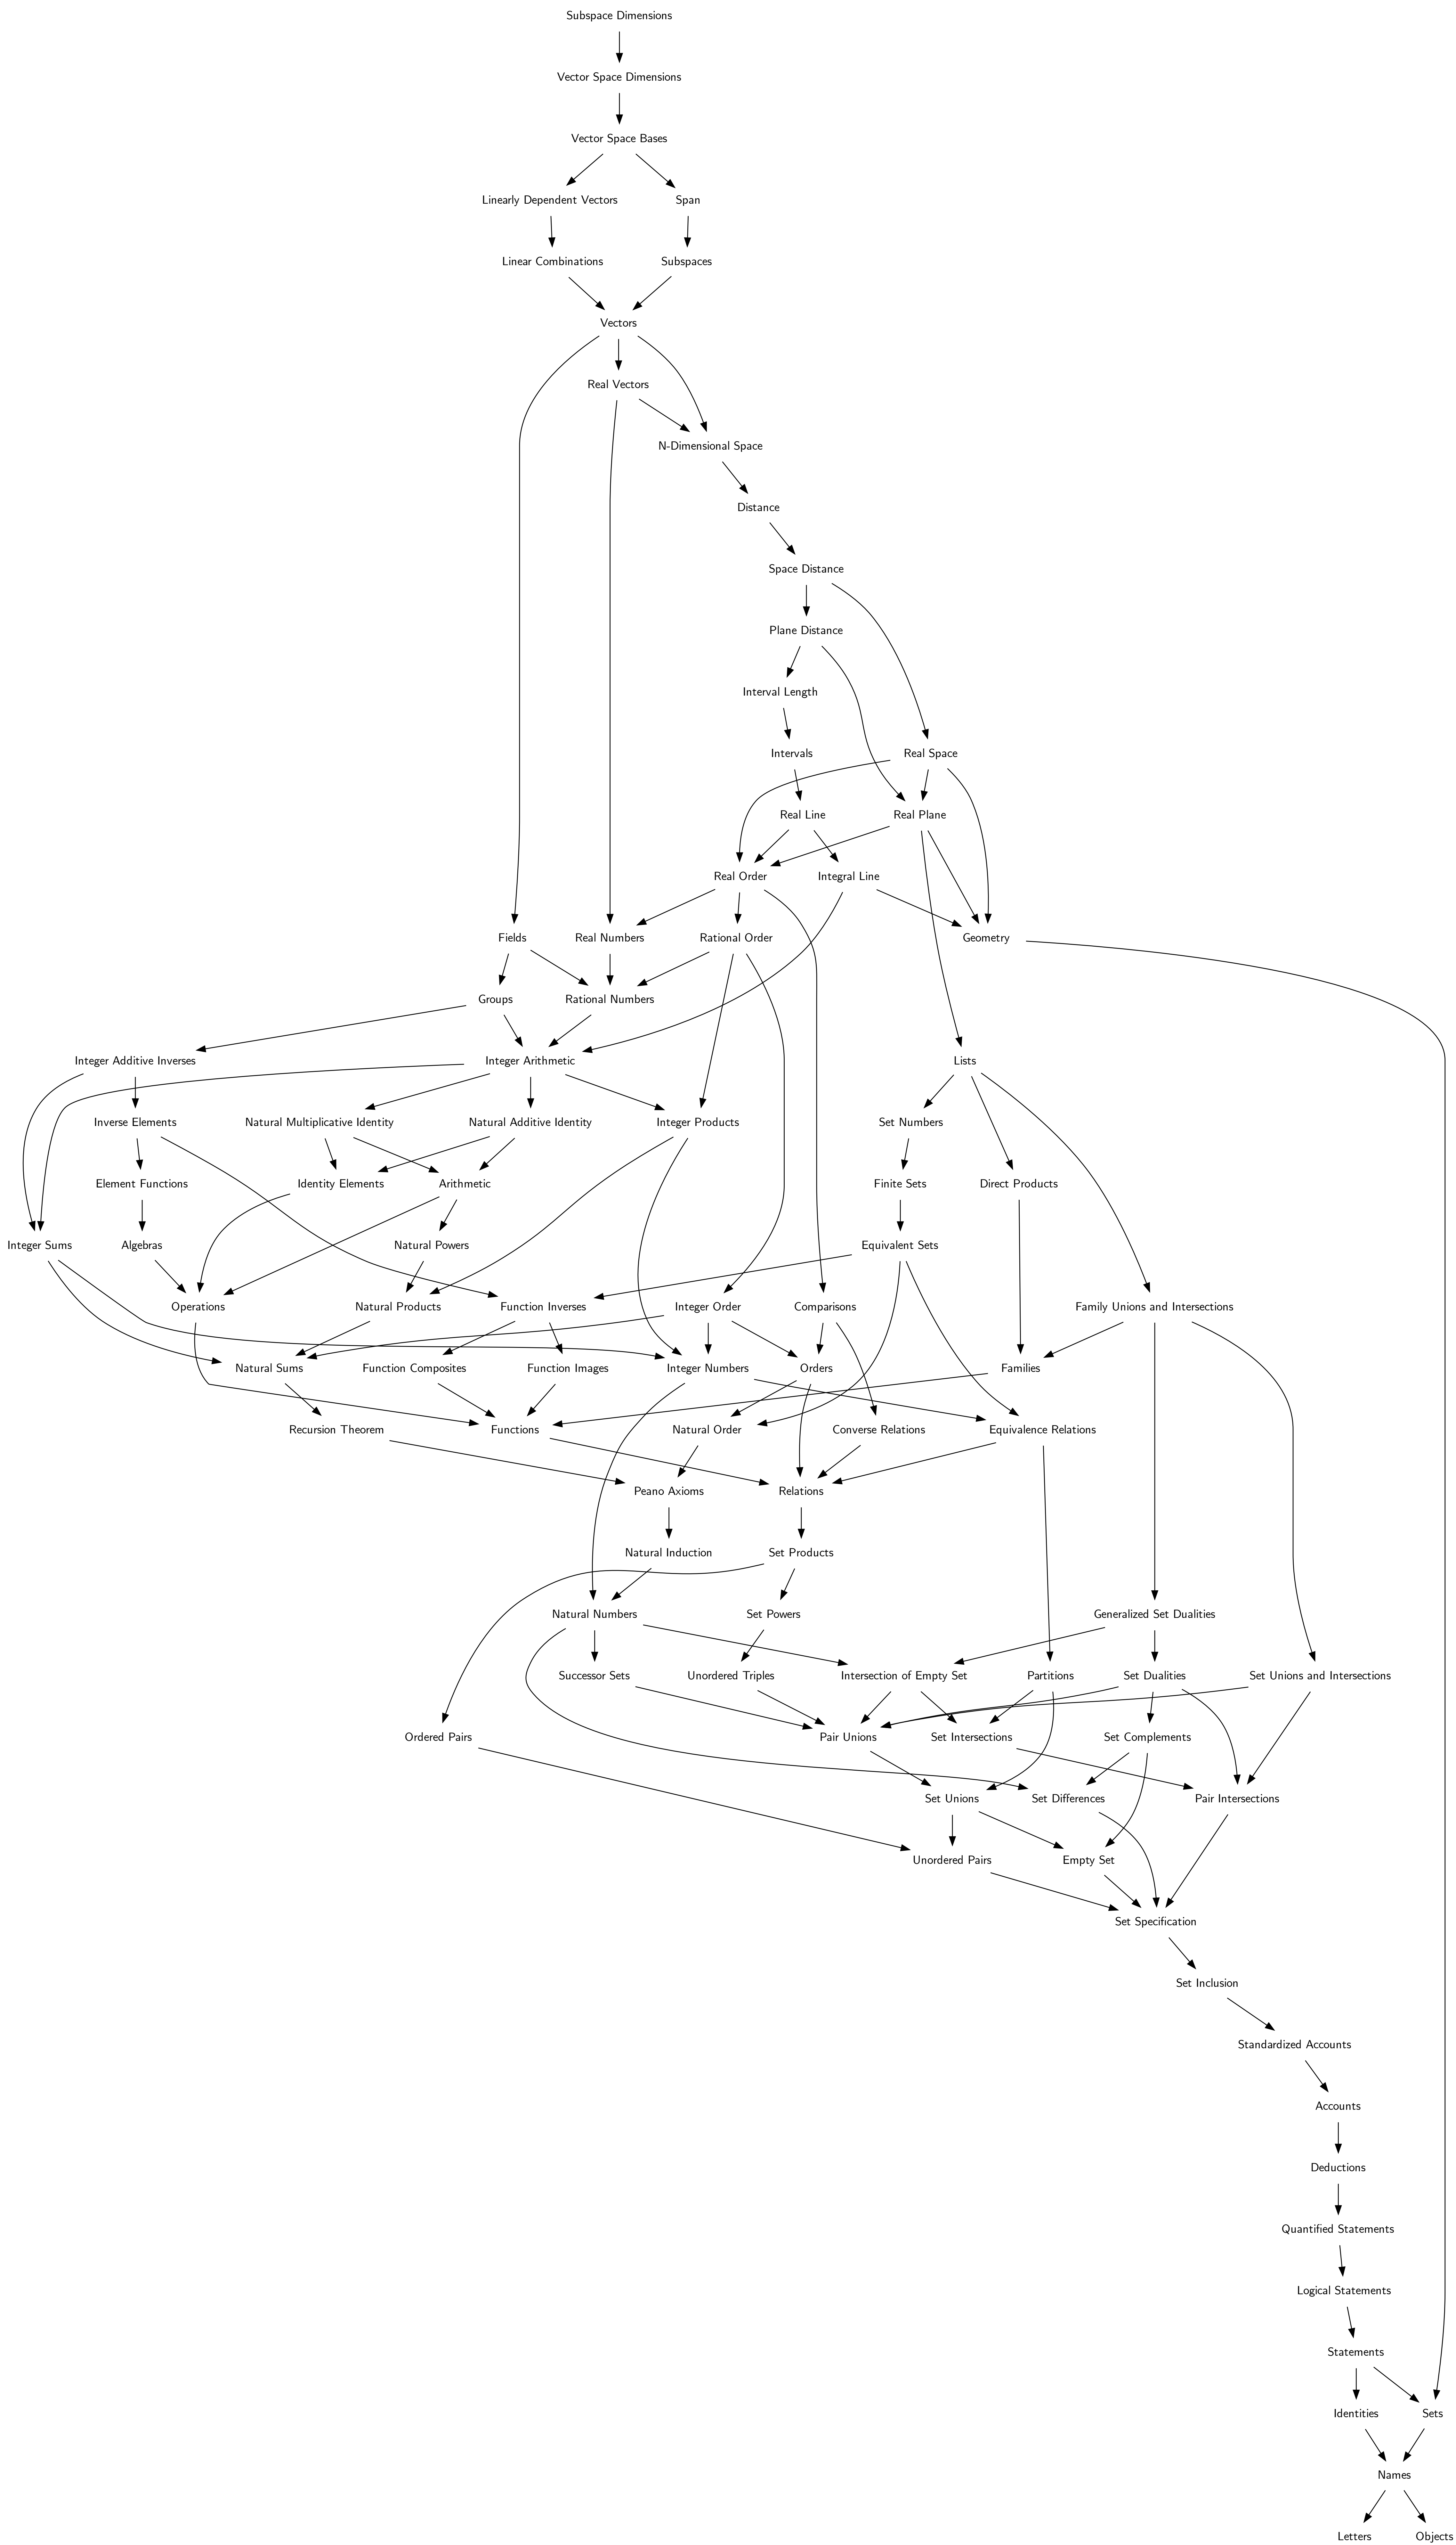 Subspace Dimensions
Vector Space Dimensions
Vector Space Bases
Linearly Dependent Vectors
Span
Linear Combinations
Subspaces
Vectors
Real Vectors
N-Dimensional Space
Distance
Space Distance
Plane Distance
Interval Length
Intervals
Real Space
Real Line
Real Plane
Real Order
Integral Line
Fields
Real Numbers
Rational Order
Geometry
Groups
Rational Numbers
Integer Additive Inverses
Integer Arithmetic
Lists
Inverse Elements
Natural Multiplicative Identity
Natural Additive Identity
Integer Products
Set Numbers
Element Functions
Identity Elements
Arithmetic
Finite Sets
Direct Products
Integer Sums
Algebras
Natural Powers
Equivalent Sets
Operations
Natural Products
Function Inverses
Integer Order
Comparisons
Family Unions and Intersections
Natural Sums
Function Composites
Function Images
Integer Numbers
Orders
Families
Recursion Theorem
Functions
Natural Order
Converse Relations
Equivalence Relations
Peano Axioms
Relations
Natural Induction
Set Products
Natural Numbers
Set Powers
Generalized Set Dualities
Successor Sets
Unordered Triples
Intersection of Empty Set
Partitions
Set Dualities
Set Unions and Intersections
Ordered Pairs
Pair Unions
Set Intersections
Set Complements
Set Unions
Set Differences
Pair Intersections
Unordered Pairs
Empty Set
Set Specification
Set Inclusion
Standardized Accounts
Accounts
Deductions
Quantified Statements
Logical Statements
Statements
Identities
Sets
Names
Letters
Objects